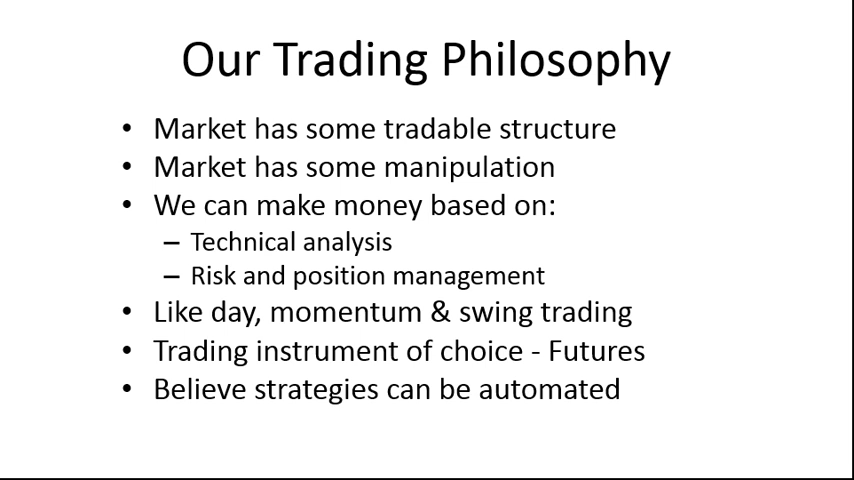 Our Trading Philosophy
• Market has some tradable structure
• Market has some manipulation
• We can make money based on:
– Technical analysis
– Risk and position management
• Like day, momentum & swing trading
• Trading instrument of choice - Futures
• Believe strategies can be automated